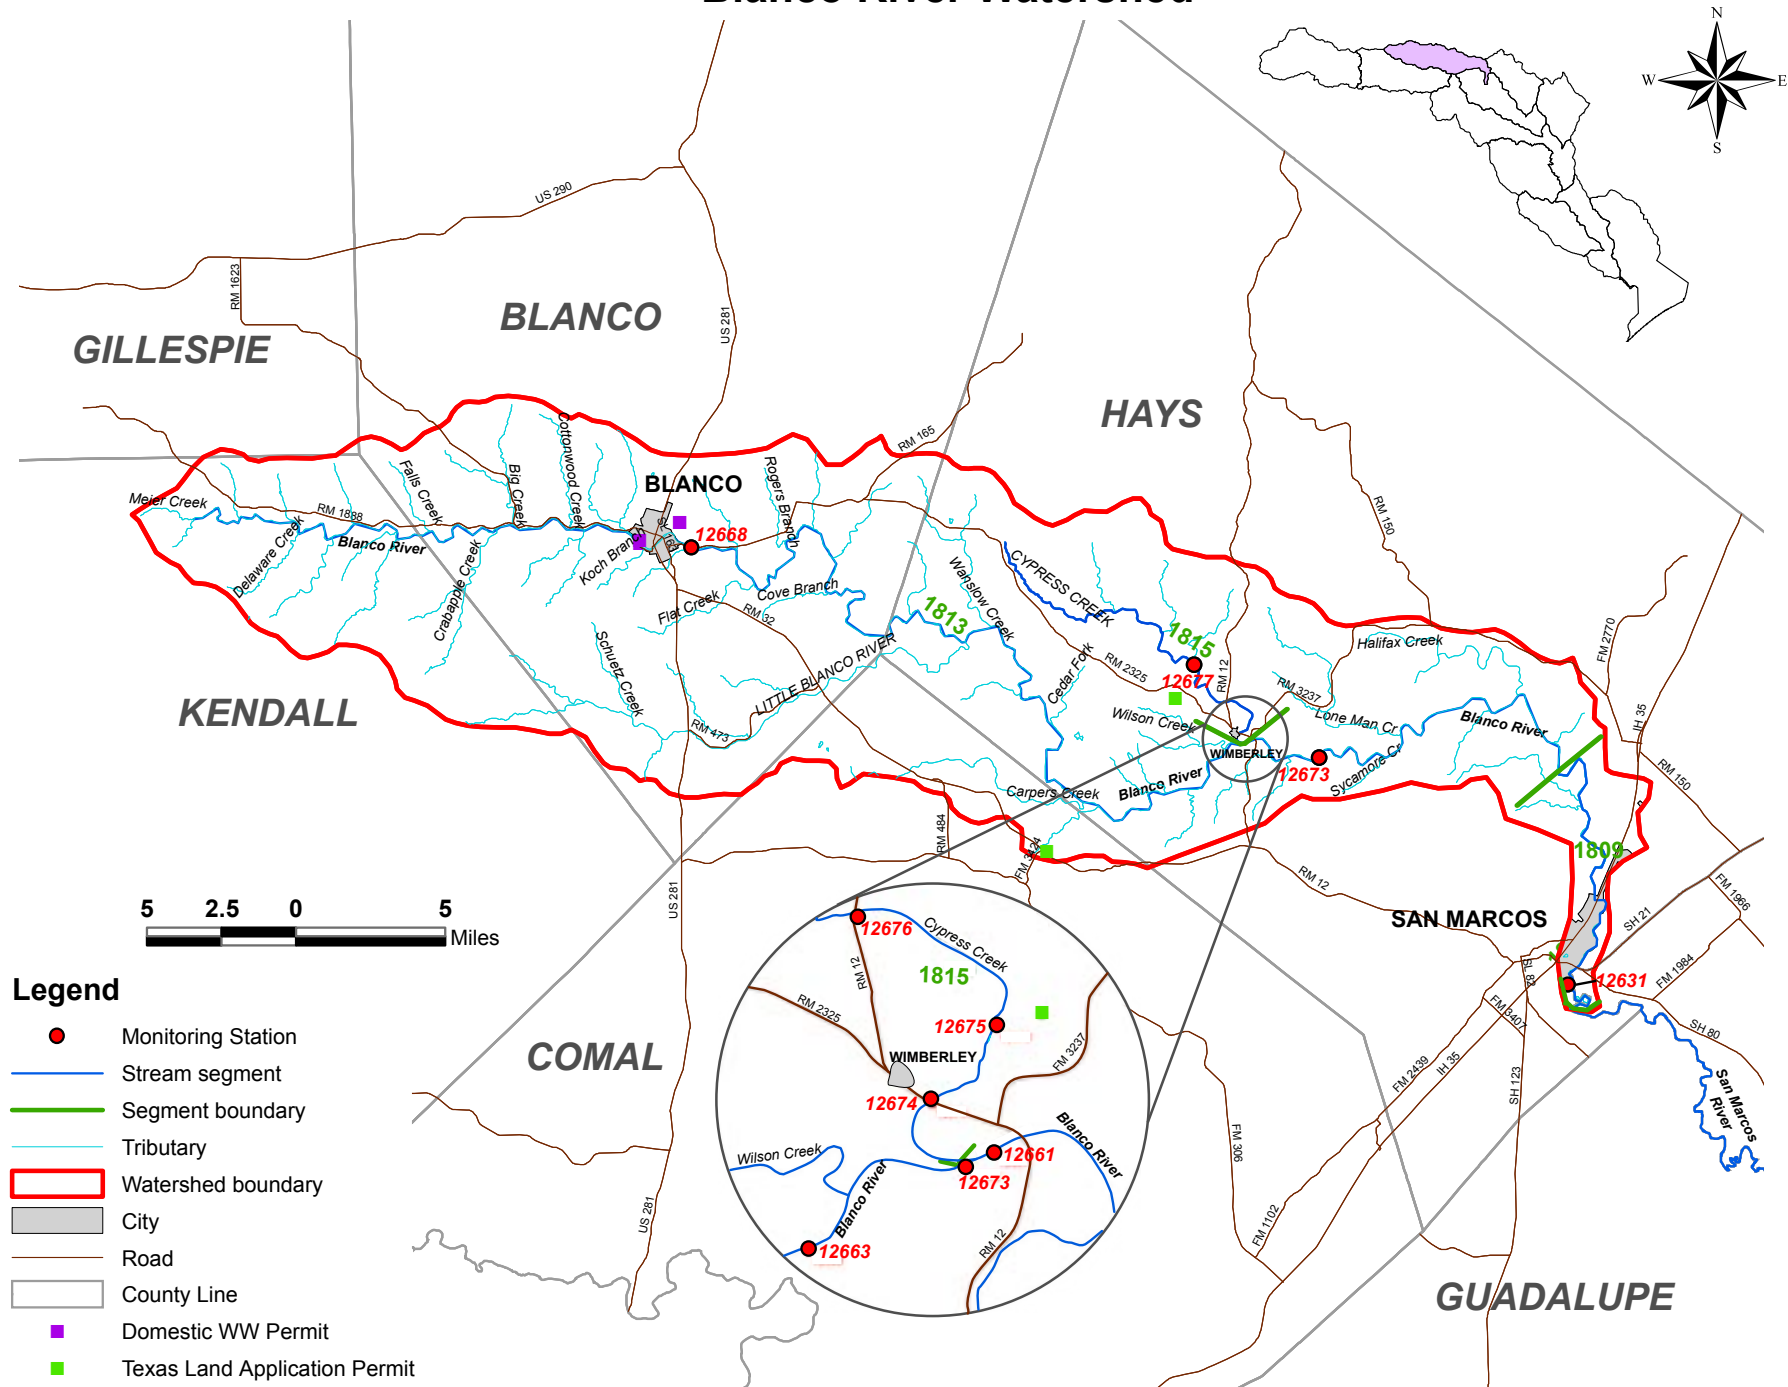 Blanco River Watershed
N
W
E
S
US 290
RM 1623
BLANCO
US 281
GILLESPIE
HAYS
RM 165
Cottonwood Creek
Falls Creek
Big Creek
Rogers Branch
BLANCO
Meier Creek
RM 1888
RM 150
12668
Blanco River
Delaware Creek
Koch Branch
Crabapple Creek
Flat Creek
Cove Branch
RM 32
Wanslow Creek
CYPRESS CREEK
1813
1815
Halifax Creek
FM 2770
Schuetz Creek
LITTLE BLANCO RIVER
Cedar Fork
RM 2325
12677
RM 12
RM 3237
KENDALL
RM 473
Wilson Creek
Lone Man Cr
Blanco River
IH 35
WIMBERLEY
12673
Sycamore Cr
RM 150
Carpers Creek
Blanco River
RM 484
FM 3424
1809
RM 12
FM 1966
SAN MARCOS
SH 21
5 2.5 0 5
Miles
US 281
12676
Cypress Creek
RM 12
1815
RM 2325
12675
SL 82
12631
FM 1984
FM 3407
SH 80
WIMBERLEY
FM 3237
12674
COMAL
FM 2439
IH 35
SH 123
San Marcos River
Wilson Creek
12661
Blanco River
12673
Blanco River
FM 306
12663
RM 12
US 281
FM 1102
GUADALUPE
Legend
Monitoring Station
Stream segment
Segment boundary
Tributary
Watershed boundary
City
Road
County Line
Domestic WW Permit
Texas Land Application Permit